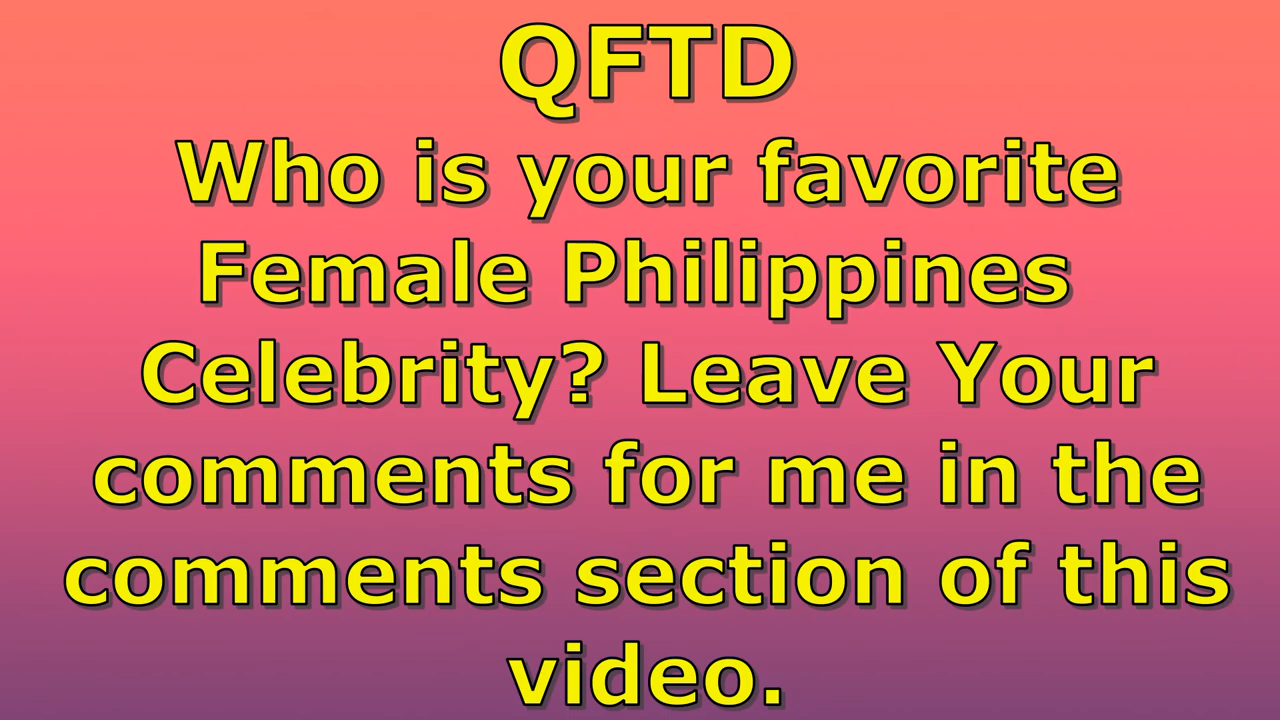 QFTD
Who is your favorite
Female Philippines
Celebrity? Leave Your
comments for me in the
comments section of this
video.